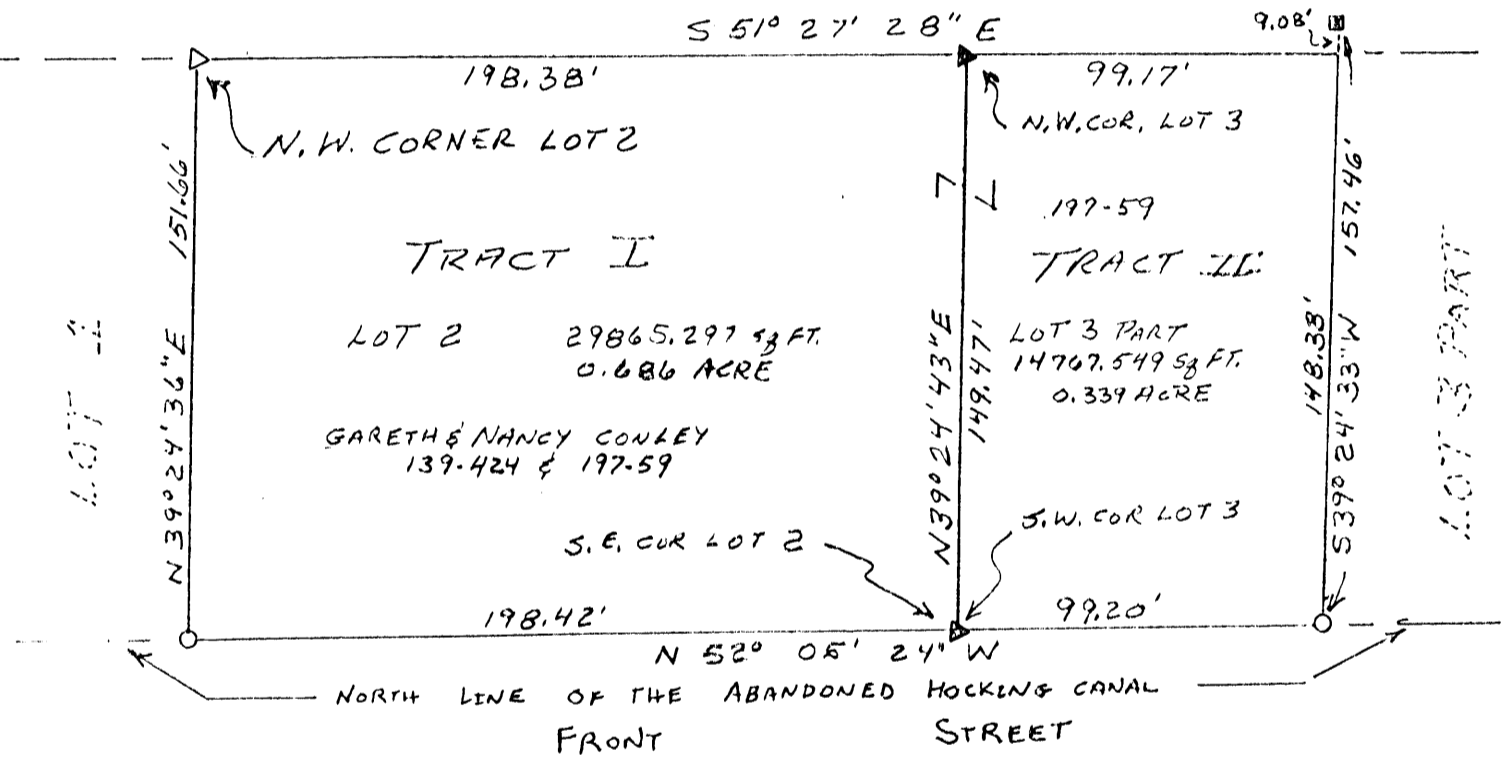 S 51° 27' 28" E
9.08'
198.38'
99.17'
N.W. CORNER LOT 2
N.W. COR. LOT 3
151.66'
N 39° 24' 36" E
157.46'
S 39° 24' 33" W
148.38'
197-59
TRACT I
TRACT II
LOT 1
LOT 3 PART
LOT 2
29865.297 Sq FT.
0.686 ACRE
N 39° 24' 43" E
149.47'
LOT 3 PART
14767.549 Sq FT.
0.339 ACRE
GARETH & NANCY CONLEY
139-424 & 197-59
S.E. COR LOT 2
S.W. COR LOT 3
198.42'
99.20'
N 52° 05' 24" W
NORTH LINE OF THE ABANDONED HOCKING CANAL
FRONT STREET